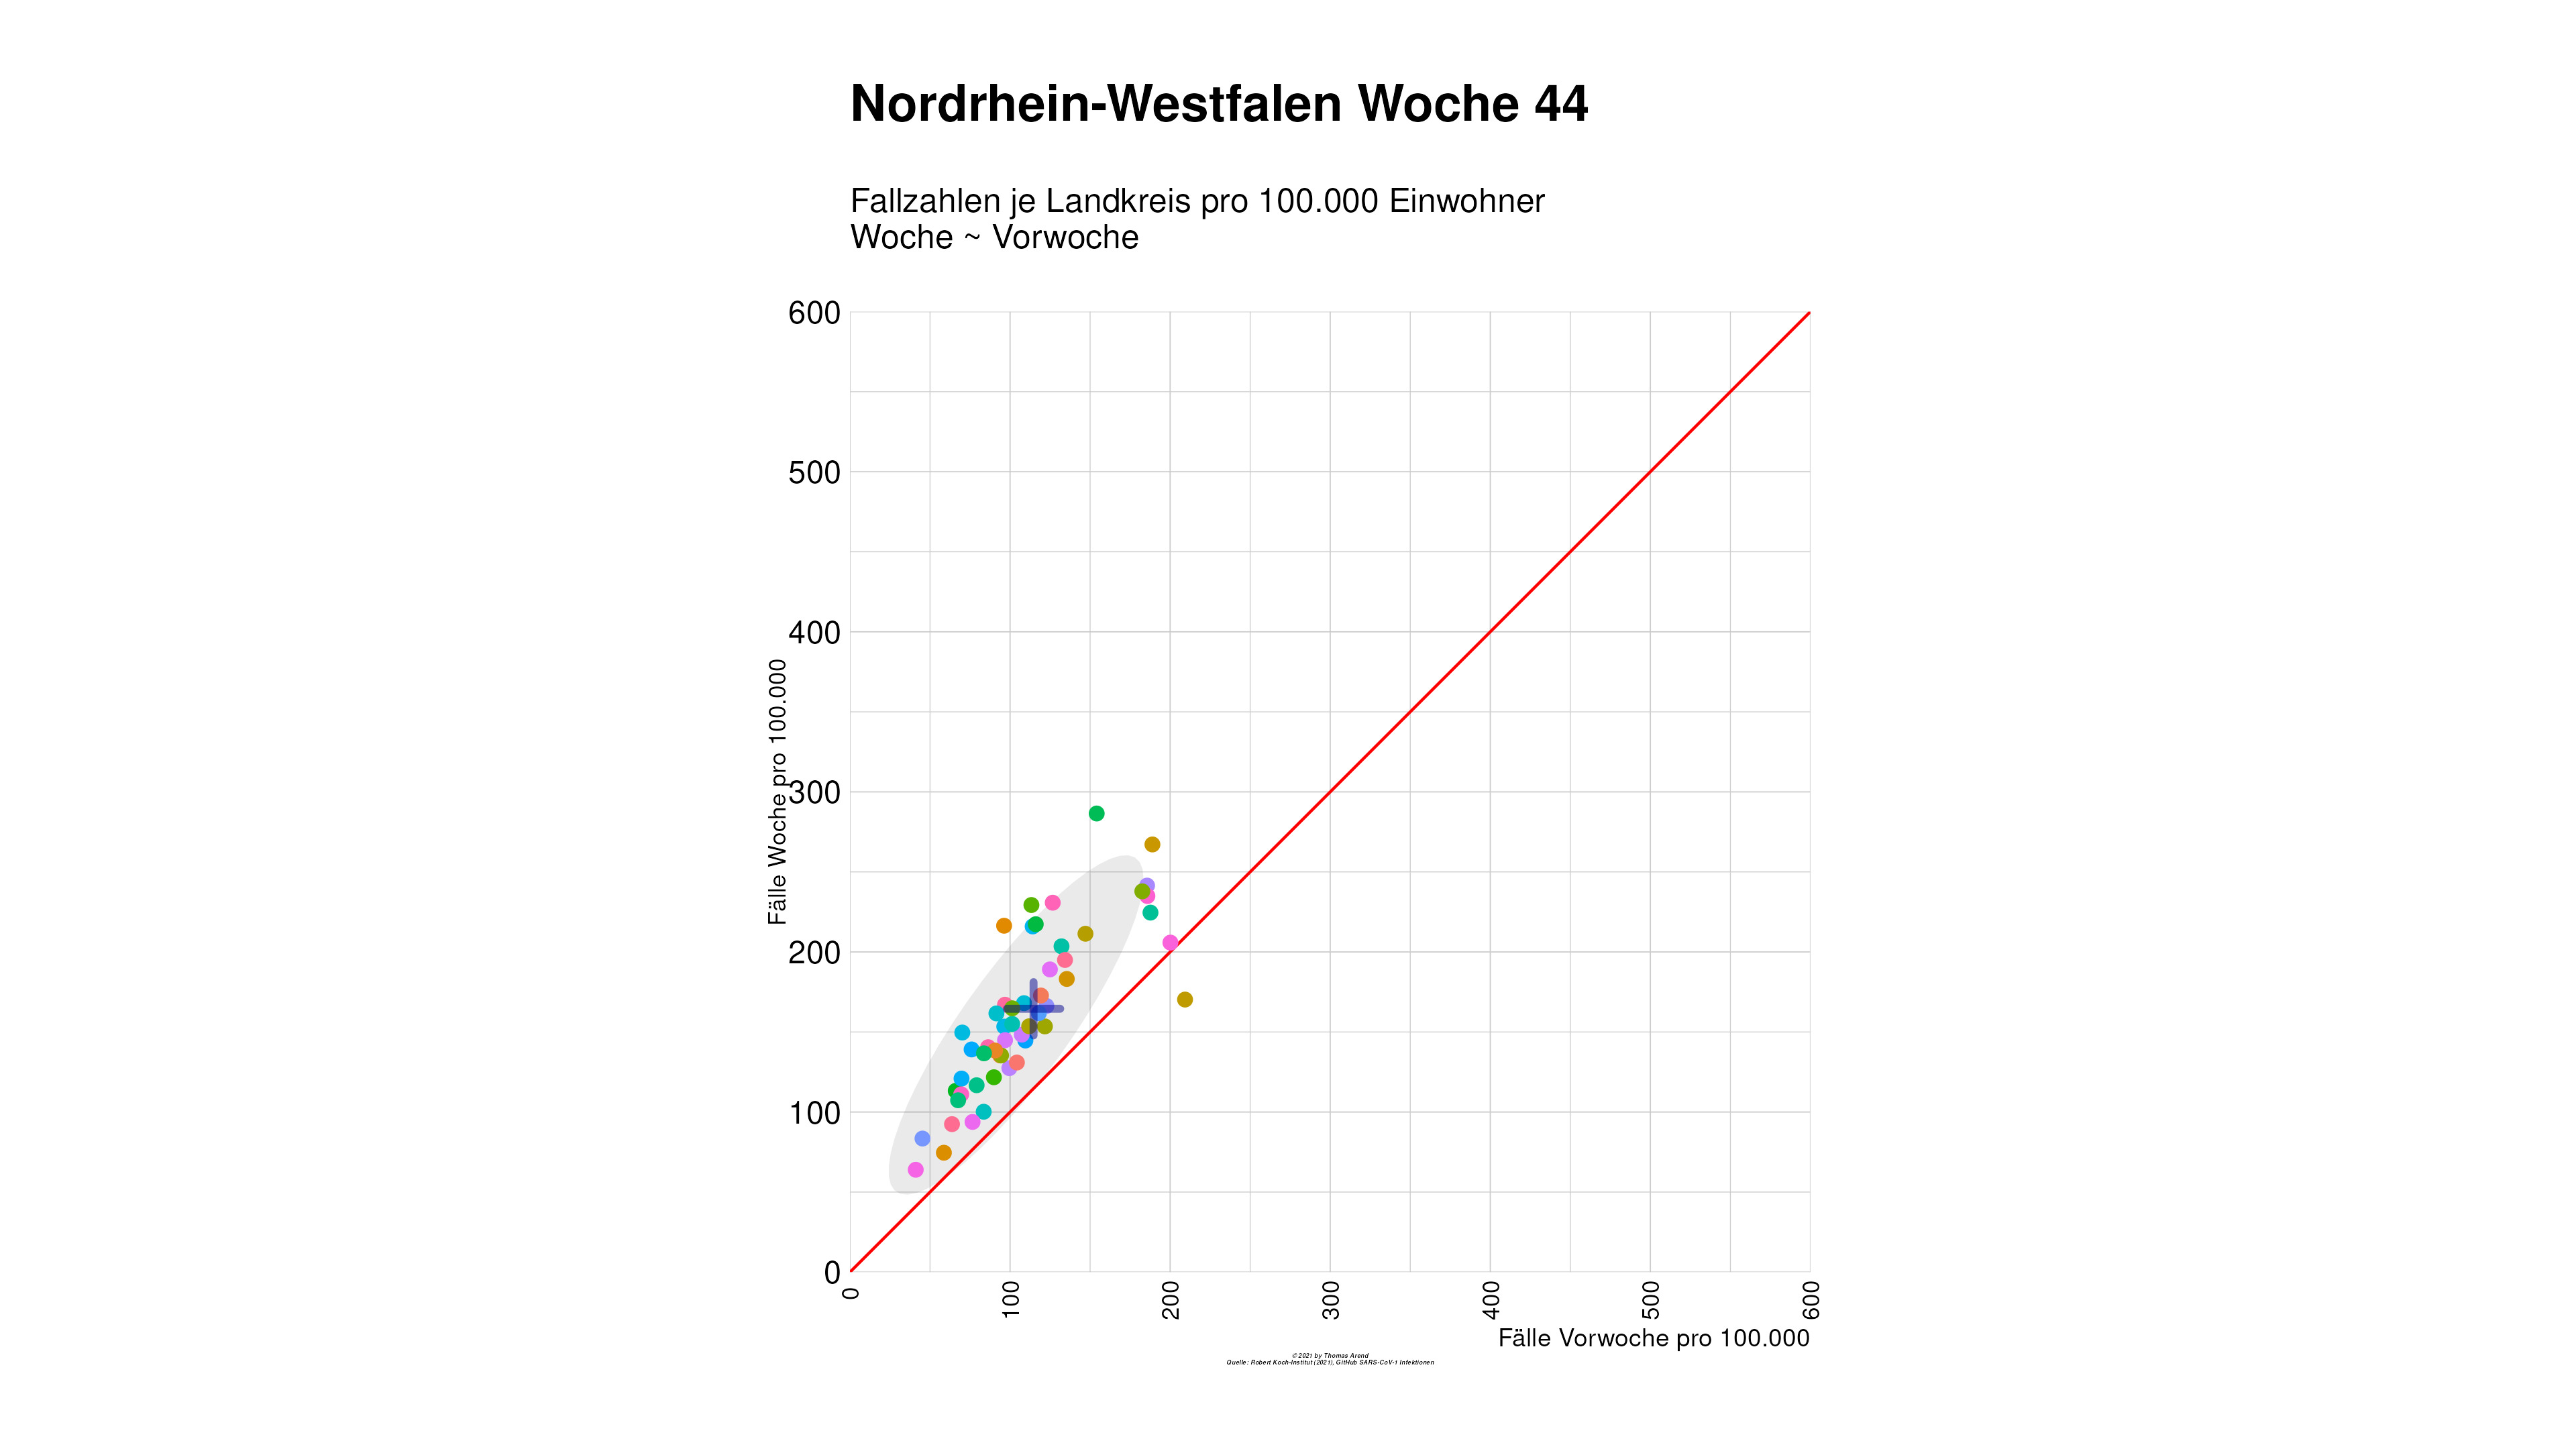 Nordrhein-Westfalen Woche 44
Fallzahlen je Landkreis pro 100.000 Einwohner
Woche ~ Vorwoche
600
500
400
300
200
100
0
Fälle Woche pro 100.000
0
100
200
300
400
500
600
Fälle Vorwoche pro 100.000
© 2021 by Thomas Arend
Quelle: Robert Koch-Institut (2021), GitHub SARS-CoV-1 Infektionen